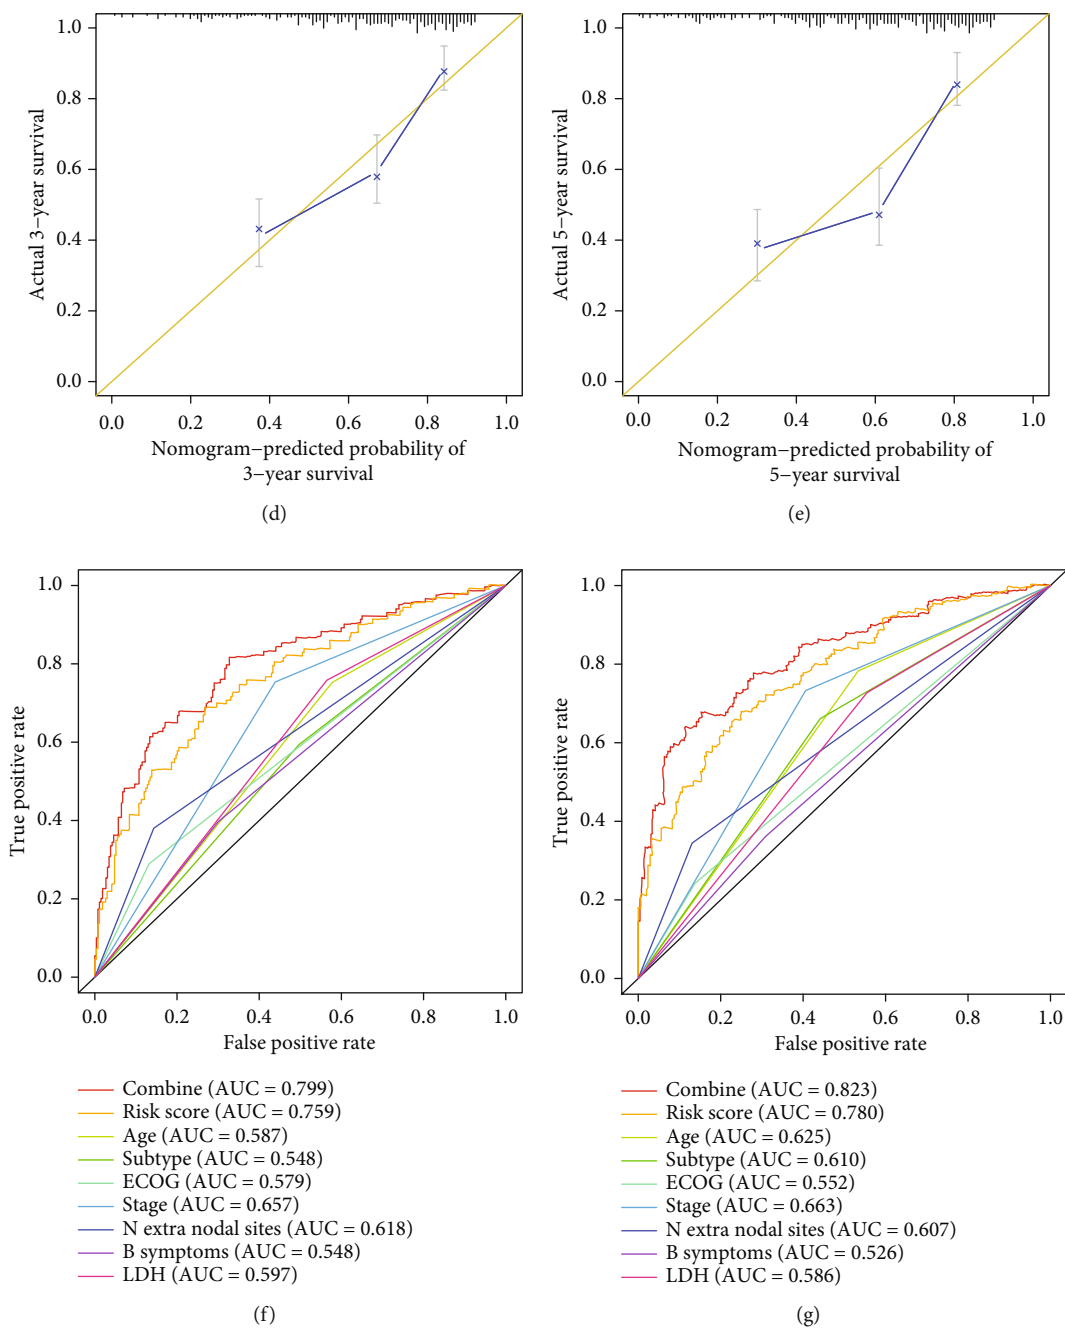 1.0
0.8
0.6
0.4
0.2
0.0
Actual 3−year survival
0.0 0.2 0.4 0.6 0.8 1.0
Nomogram−predicted probability of
3−year survival
(d)
1.0
0.8
0.6
0.4
0.2
0.0
Actual 5−year survival
0.0 0.2 0.4 0.6 0.8 1.0
Nomogram−predicted probability of
5−year survival
(e)
1.0
0.8
0.6
0.4
0.2
0.0
True positive rate
0.0 0.2 0.4 0.6 0.8 1.0
False positive rate
Combine (AUC = 0.799)
Risk score (AUC = 0.759)
Age (AUC = 0.587)
Subtype (AUC = 0.548)
ECOG (AUC = 0.579)
Stage (AUC = 0.657)
N extra nodal sites (AUC = 0.618)
B symptoms (AUC = 0.548)
LDH (AUC = 0.597)
(f)
1.0
0.8
0.6
0.4
0.2
0.0
True positive rate
0.0 0.2 0.4 0.6 0.8 1.0
False positive rate
Combine (AUC = 0.823)
Risk score (AUC = 0.780)
Age (AUC = 0.625)
Subtype (AUC = 0.610)
ECOG (AUC = 0.552)
Stage (AUC = 0.663)
N extra nodal sites (AUC = 0.607)
B symptoms (AUC = 0.526)
LDH (AUC = 0.586)
(g)